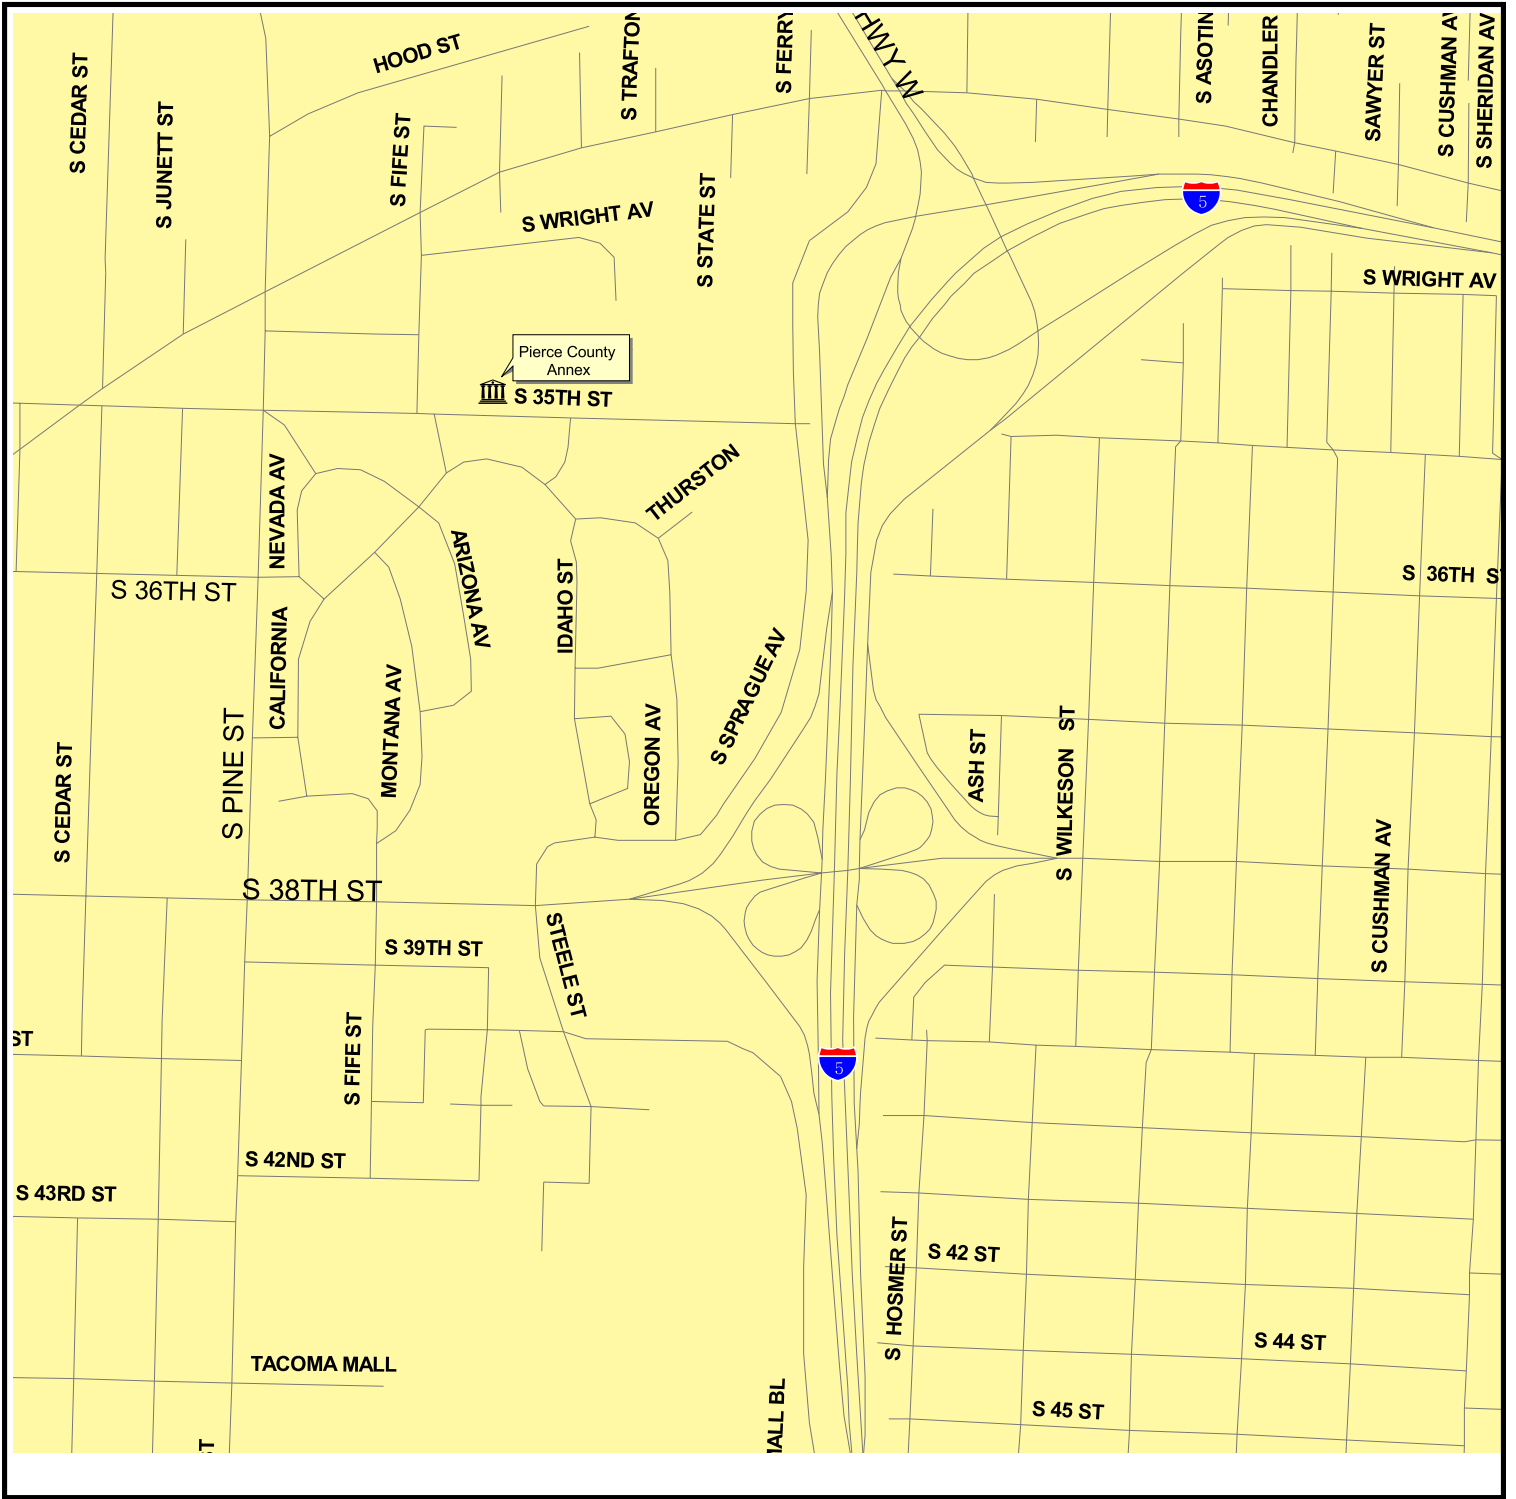 HWY W
S CEDAR ST
S JUNETT ST
HOOD ST
S FIFE ST
S TRAFTON
S FERRY
S ASOTIN
CHANDLER
SAWYER ST
S CUSHMAN AV
S SHERIDAN AV
S WRIGHT AV
S STATE ST
5
S WRIGHT AV
Pierce County
Annex
S 35TH ST
NEVADA AV
THURSTON
ARIZONA AV
IDAHO ST
S 36TH ST
S 36TH ST
CALIFORNIA
MONTANA AV
S SPRAGUE AV
OREGON AV
S PINE ST
S CEDAR ST
ASH ST
S WILKESON ST
S CUSHMAN AV
S 38TH ST
S 39TH ST
STEELE ST
ST
S FIFE ST
5
S 42ND ST
S 43RD ST
S HOSMER ST
S 42 ST
S 44 ST
TACOMA MALL
MALL BL
S 45 ST
ST